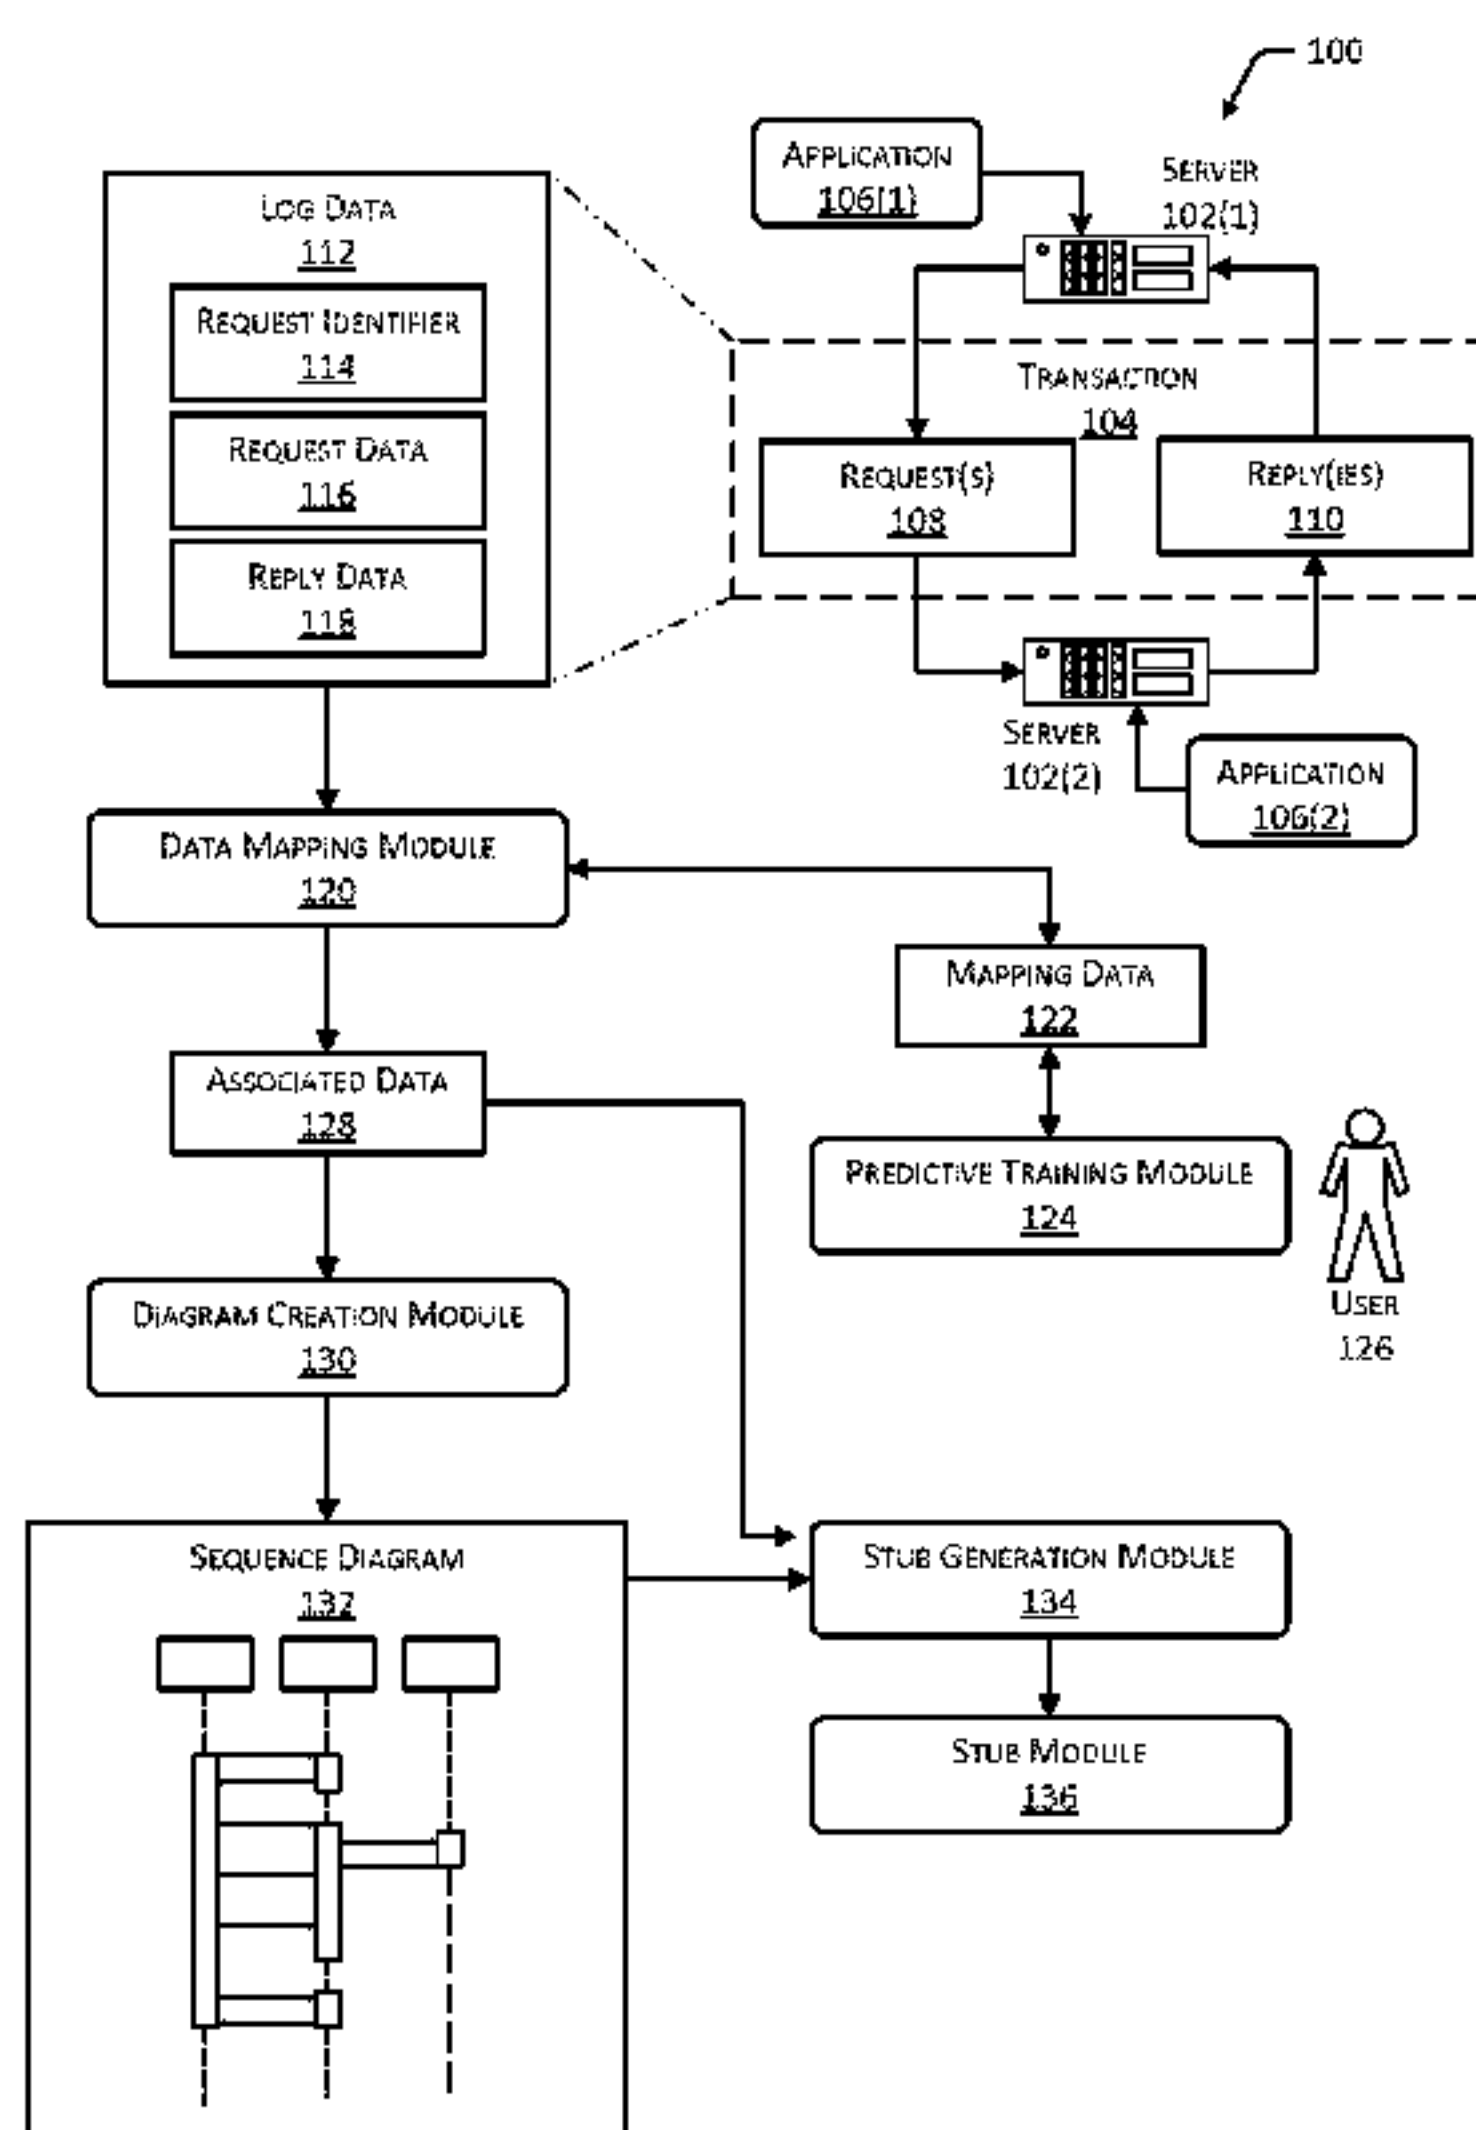 100
APPLICATION
106(1)
SERVER
102(1)
LOG DATA
112
REQUEST IDENTIFIER
114
REQUEST DATA
116
REPLY DATA
118
TRANSACTION
104
REQUEST(S)
108
REPLY(IES)
110
SERVER
102(2)
APPLICATION
106(2)
DATA MAPPING MODULE
120
MAPPING DATA
122
ASSOCIATED DATA
128
PREDICTIVE TRAINING MODULE
124
USER
126
DIAGRAM CREATION MODULE
130
SEQUENCE DIAGRAM
132
STUB GENERATION MODULE
134
STUB MODULE
136